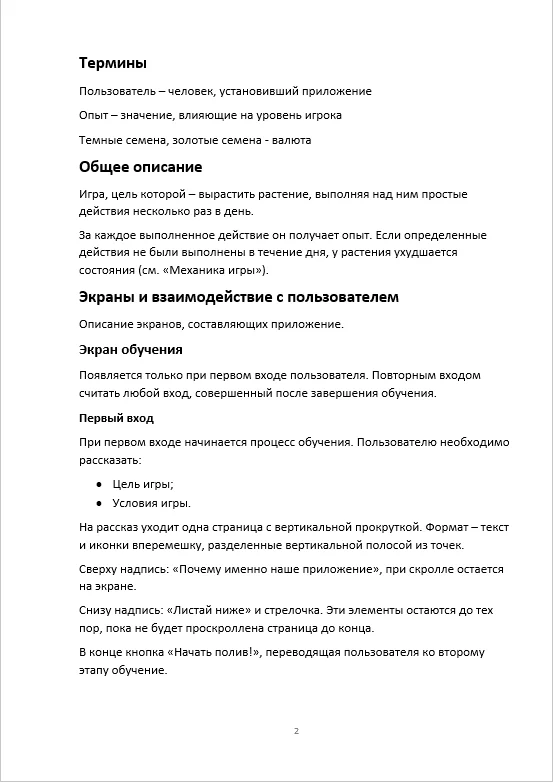 Термины
Пользователь – человек, установивший приложение
Опыт – значение, влияющие на уровень игрока
Темные семена, золотые семена - валюта
Общее описание
Игра, цель которой – вырастить растение, выполняя над ним простые
действия несколько раз в день.
За каждое выполненное действие он получает опыт. Если определенные
действия не были выполнены в течение дня, у растения ухудшается
состояния (см. «Механика игры»).
Экраны и взаимодействие с пользователем
Описание экранов, составляющих приложение.
Экран обучения
Появляется только при первом входе пользователя. Повторным входом
считать любой вход, совершенный после завершения обучения.
Первый вход
При первом входе начинается процесс обучения. Пользователю необходимо
рассказать:
● Цель игры;
● Условия игры.
На рассказ уходит одна страница с вертикальной прокруткой. Формат – текст
и иконки вперемешку, разделенные вертикальной полосой из точек.
Сверху надпись: «Почему именно наше приложение», при скролле остается
на экране.
Снизу надпись: «Листай ниже» и стрелочка. Эти элементы остаются до тех
пор, пока не будет проскроллена страница до конца.
В конце кнопка «Начать полив!», переводящая пользователя ко второму
этапу обучение.
2